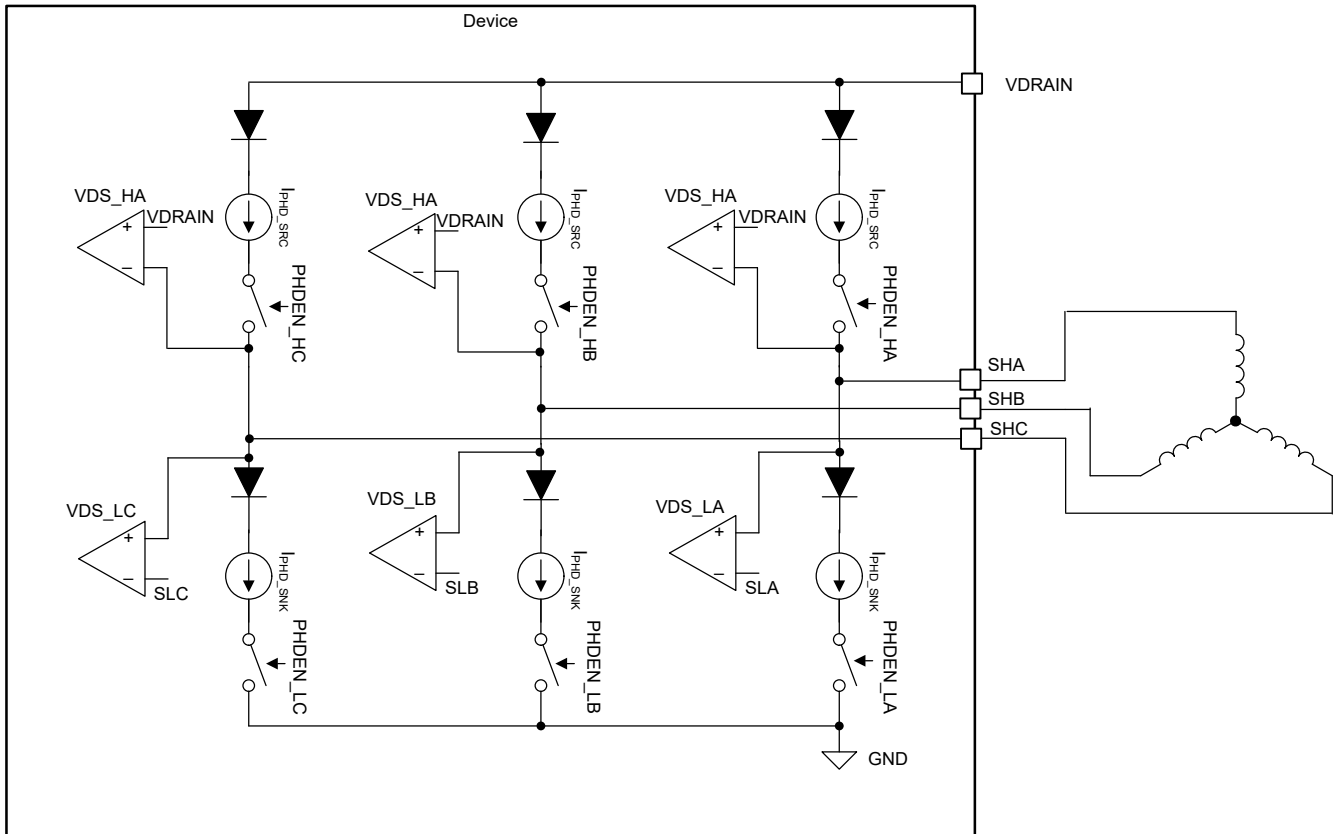 Device
VDRAIN
VDS_HA
VDRAIN
+
−
IPHD_SRC
PHDEN_HC
VDS_HA
VDRAIN
+
−
IPHD_SRC
PHDEN_HB
VDS_HA
VDRAIN
+
−
IPHD_SRC
PHDEN_HA
SHA
SHB
SHC
VDS_LC
+
−
SLC
IPHD_SNK
PHDEN_LC
VDS_LB
+
−
SLB
IPHD_SNK
PHDEN_LB
VDS_LA
+
−
SLA
IPHD_SNK
PHDEN_LA
GND